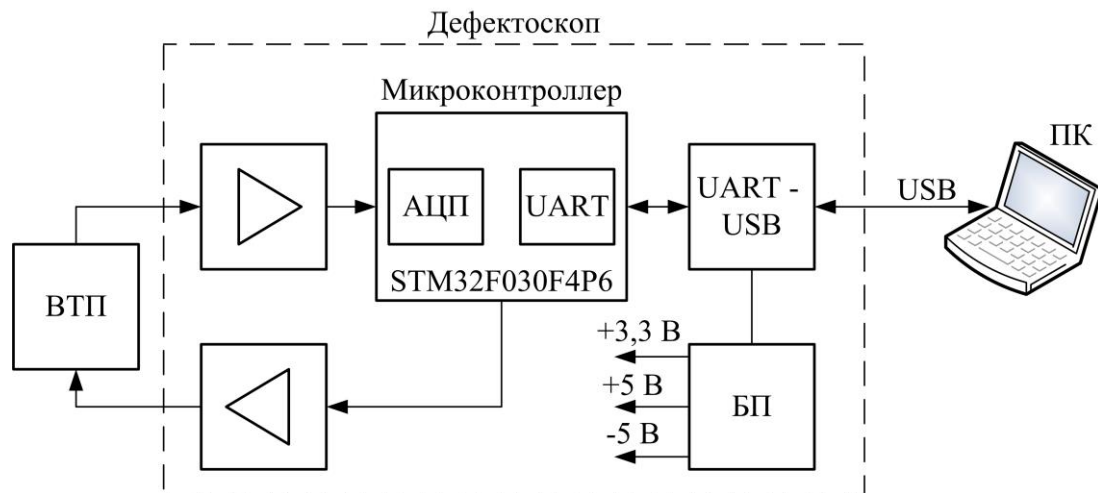 Дефектоскоп
Микроконтроллер
ПК
АЦП
UART
UART -
USB
USB
STM32F030F4P6
ВТП
+3,3 В
+5 В
-5 В
БП